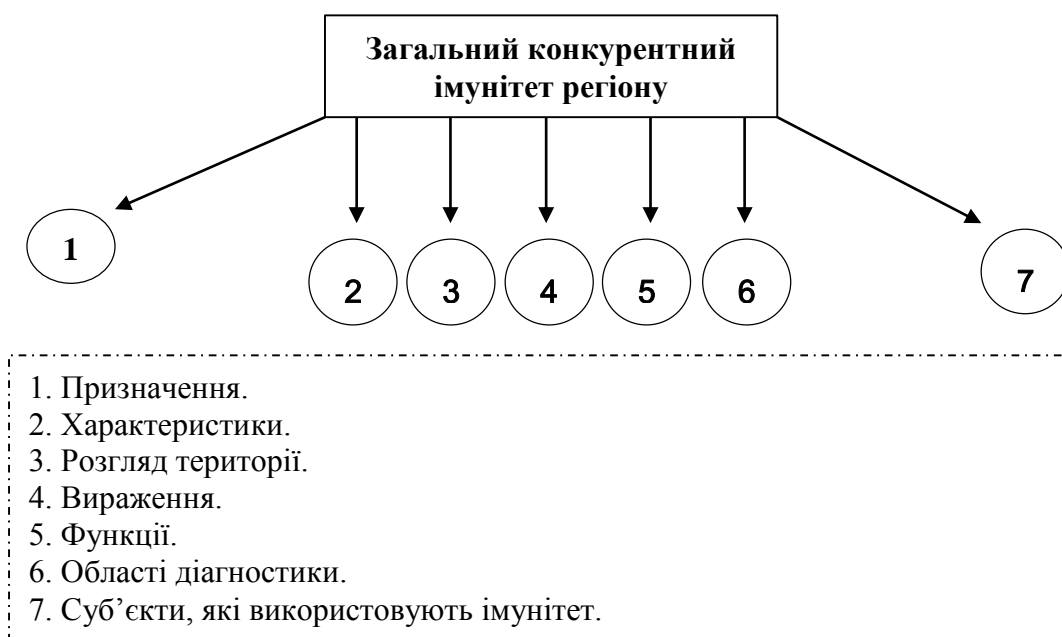 Загальний конкурентний
імунітет регіону
1
2
3
4
5
6
7
1. Призначення.
2. Характеристики.
3. Розгляд території.
4. Вираження.
5. Функції.
6. Області діагностики.
7. Суб’єкти, які використовують імунітет.